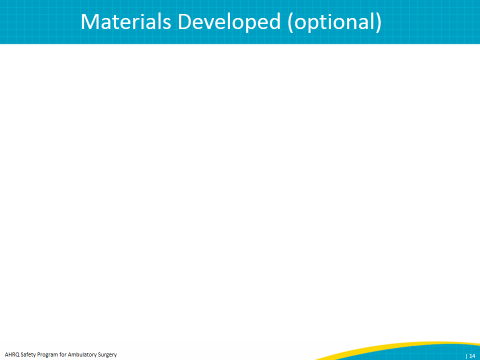 Materials Developed (optional)
AHRQ Safety Program for Ambulatory Surgery
| 14